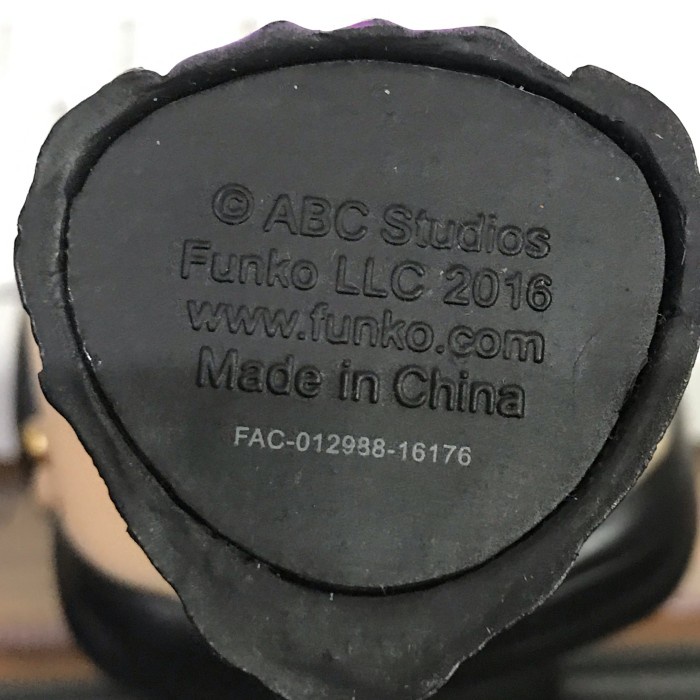 © ABC Studios
Funko LLC 2016
www.funko.com
Made in China
FAC-012988-16176